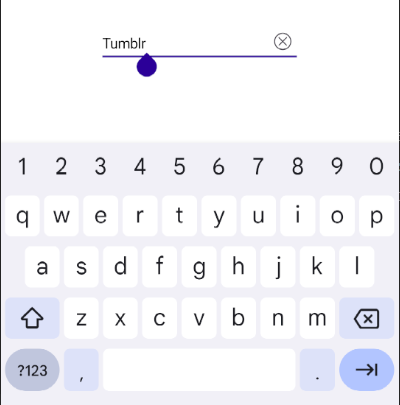 Tumblr
1 2 3 4 5 6 7 8 9 0
q w e r t y u i o p
a s d f g h j k l
z x c v b n m
?123 , .